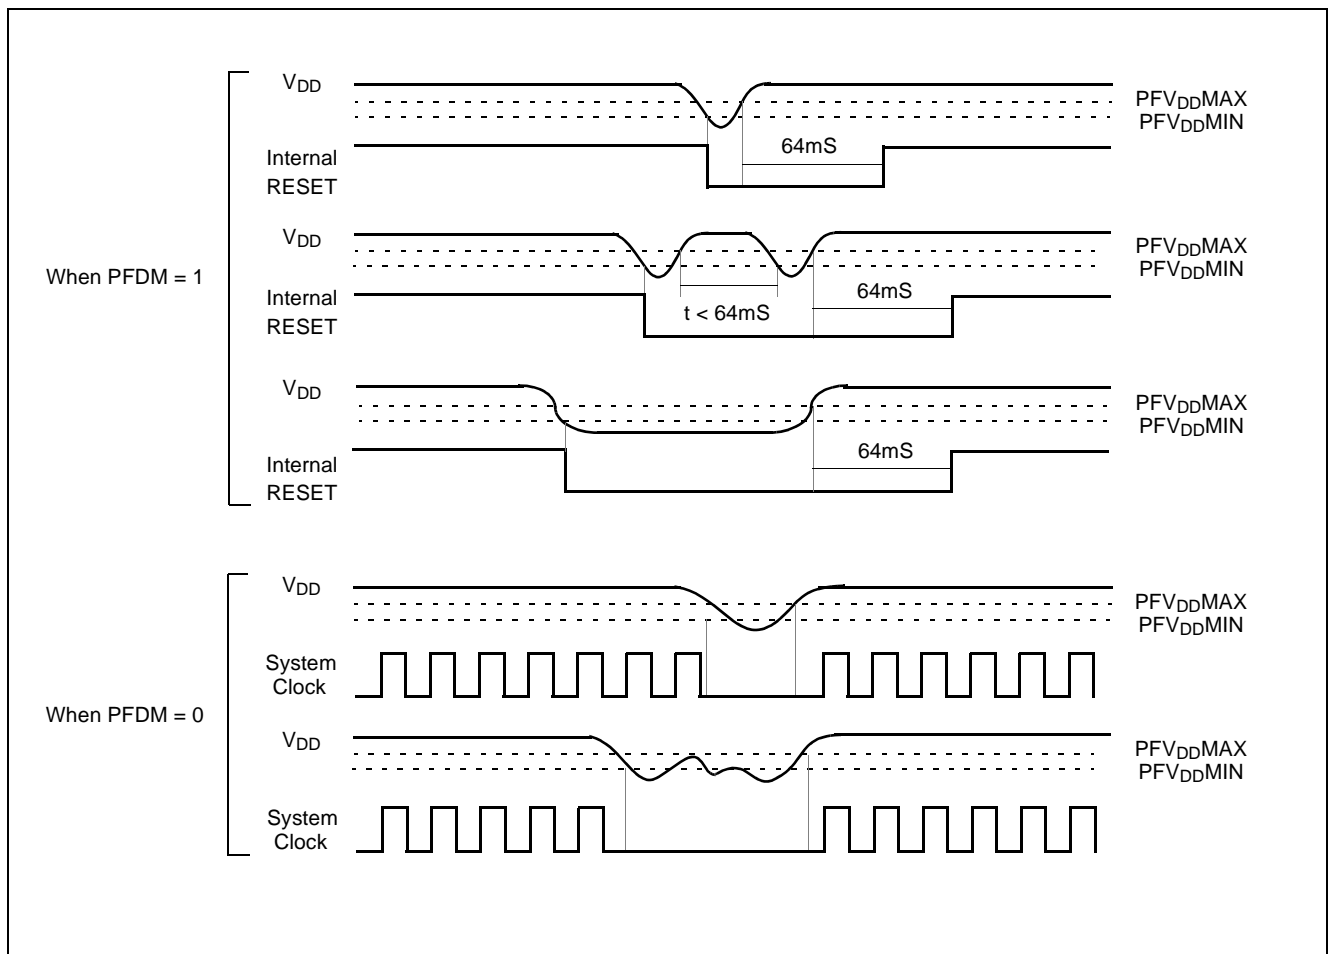 When PFDM = 1
VDD
PFVDDMAX
PFVDDMIN
Internal
RESET
64mS
VDD
PFVDDMAX
PFVDDMIN
Internal
RESET
t < 64mS
64mS
VDD
PFVDDMAX
PFVDDMIN
Internal
RESET
64mS
When PFDM = 0
VDD
PFVDDMAX
PFVDDMIN
System
Clock
VDD
PFVDDMAX
PFVDDMIN
System
Clock